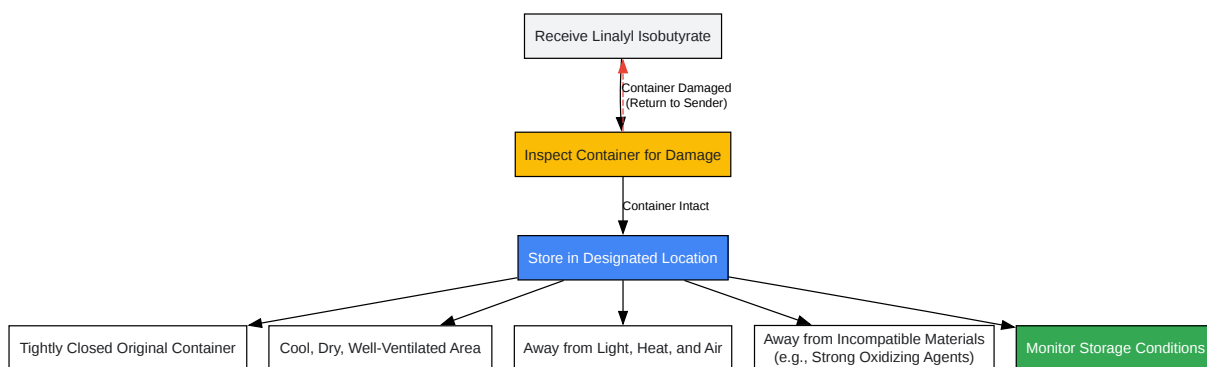 Receive Linalyl Isobutyrate
Container Damaged
(Return to Sender)
Inspect Container for Damage
Container Intact
Store in Designated Location
Tightly Closed Original Container
Cool, Dry, Well-Ventilated Area
Away from Light, Heat, and Air
Away from Incompatible Materials
(e.g., Strong Oxidizing Agents)
Monitor Storage Conditions